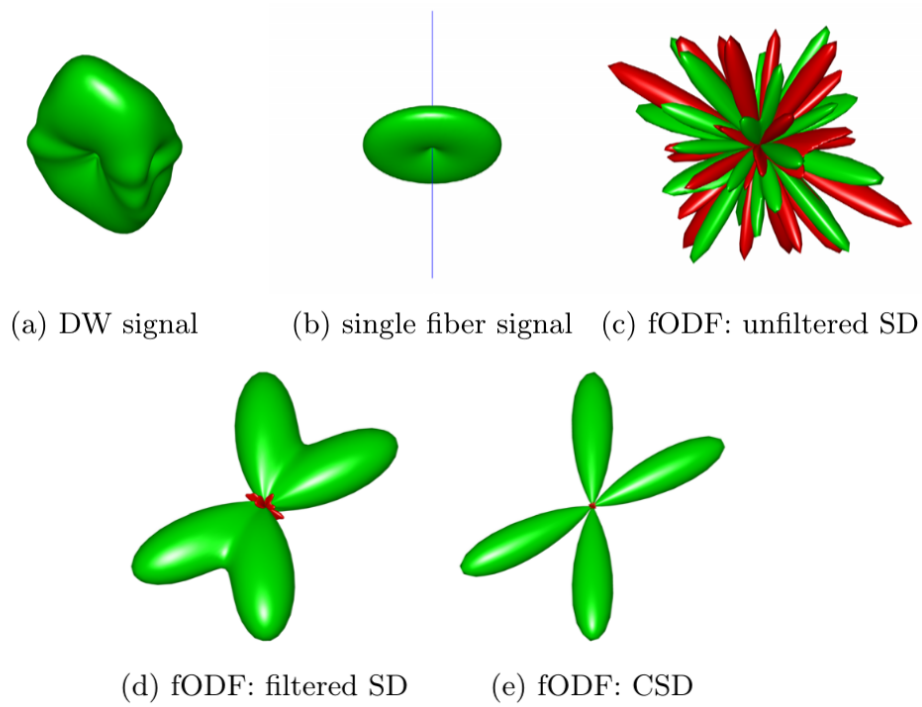 (a) DW signal
(b) single fiber signal
(c) fODF: unfiltered SD
(d) fODF: filtered SD
(e) fODF: CSD